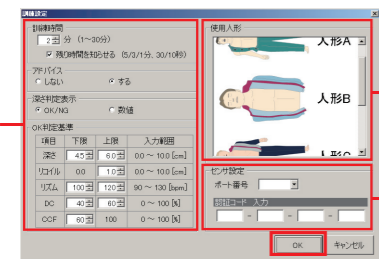 訓練設定
訓練時間
2 分 (1～30分)
残り時間を知らせる (5/3/1分, 30/10秒)
アドバイス
しない する
深さ判定表示
OK/NG 数値
OK判定基準
項目 下限 上限 入力範囲
深さ 4.5 6.0 0.0 ～ 10.0 [cm]
リコイル 0.0 1.0 0.0 ～ 10.0 [cm]
リズム 100 120 90 ～ 130 [bpm]
DC 40 60 0 ～ 100 [%]
CCF 60 100 0 ～ 100 [%]
使用人形
人形A
人形B
人形C
センサ設定
ポート番号
認証コード 入力
- - -
OK キャンセル